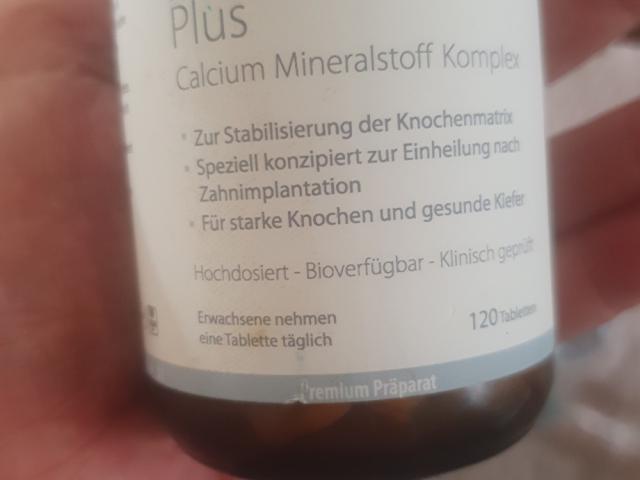 Plus
Calcium Mineralstoff Komplex
• Zur Stabilisierung der Knochenmatrix
• Speziell konzipiert zur Einheilung nach
Zahnimplantation
• Für starke Knochen und gesunde Kiefer
Hochdosiert - Bioverfügbar - Klinisch geprüft
Erwachsene nehmen
eine Tablette täglich
120 Tabletten
Premium Präparat